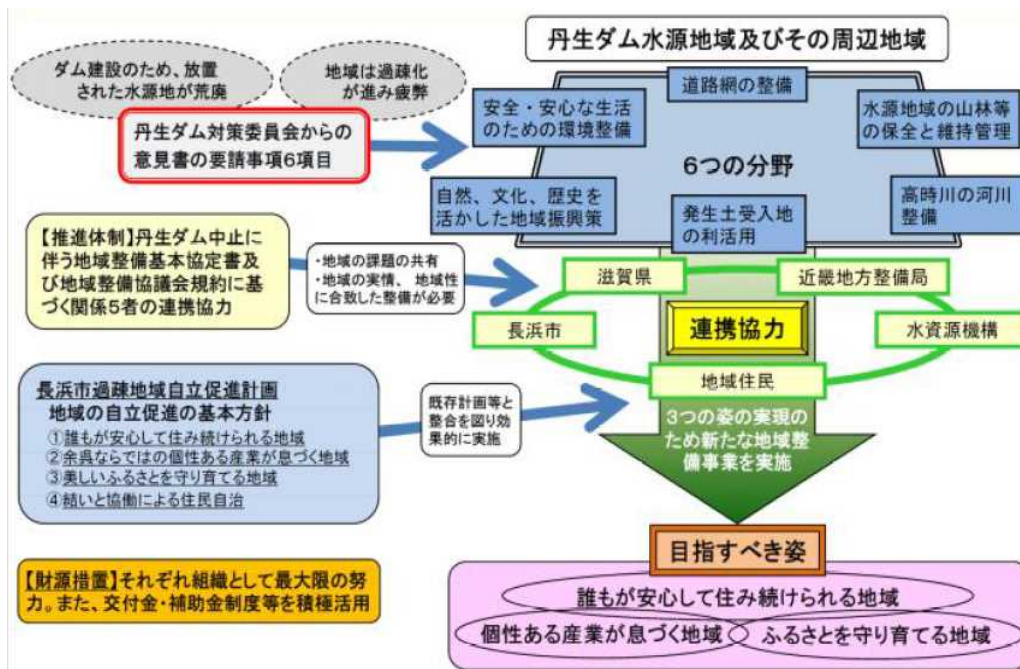 丹生ダム水源地域及びその周辺地域
ダム建設のため、放置
された水源地が荒廃
地域は過疎化
が進み疲弊
丹生ダム対策委員会からの
意見書の要請事項6項目
安全・安心な生活
のための環境整備
道路網の整備
水源地域の山林等
の保全と維持管理
6つの分野
自然、文化、歴史を
活かした地域振興策
発生土受入地
の利活用
高時川の河川
整備
【推進体制】丹生ダム中止に
伴う地域整備基本協定書及
び地域整備協議会規約に基
づく関係5者の連携協力
・地域の課題の共有
・地域の実情、地域性
に合致した整備が必要
滋賀県
近畿地方整備局
長浜市
連携協力
水資源機構
地域住民
長浜市過疎地域自立促進計画
地域の自立促進の基本方針
①誰もが安心して住み続けられる地域
②余呉ならではの個性ある産業が息づく地域
③美しいふるさとを守り育てる地域
④結いと協働による住民自治
既存計画等と
整合を図り効
果的に実施
3つの姿の実現の
ため新たな地域整
備事業を実施
【財源措置】それぞれ組織として最大限の努
力。また、交付金・補助金制度等を積極活用
目指すべき姿
誰もが安心して住み続けられる地域
個性ある産業が息づく地域
ふるさとを守り育てる地域